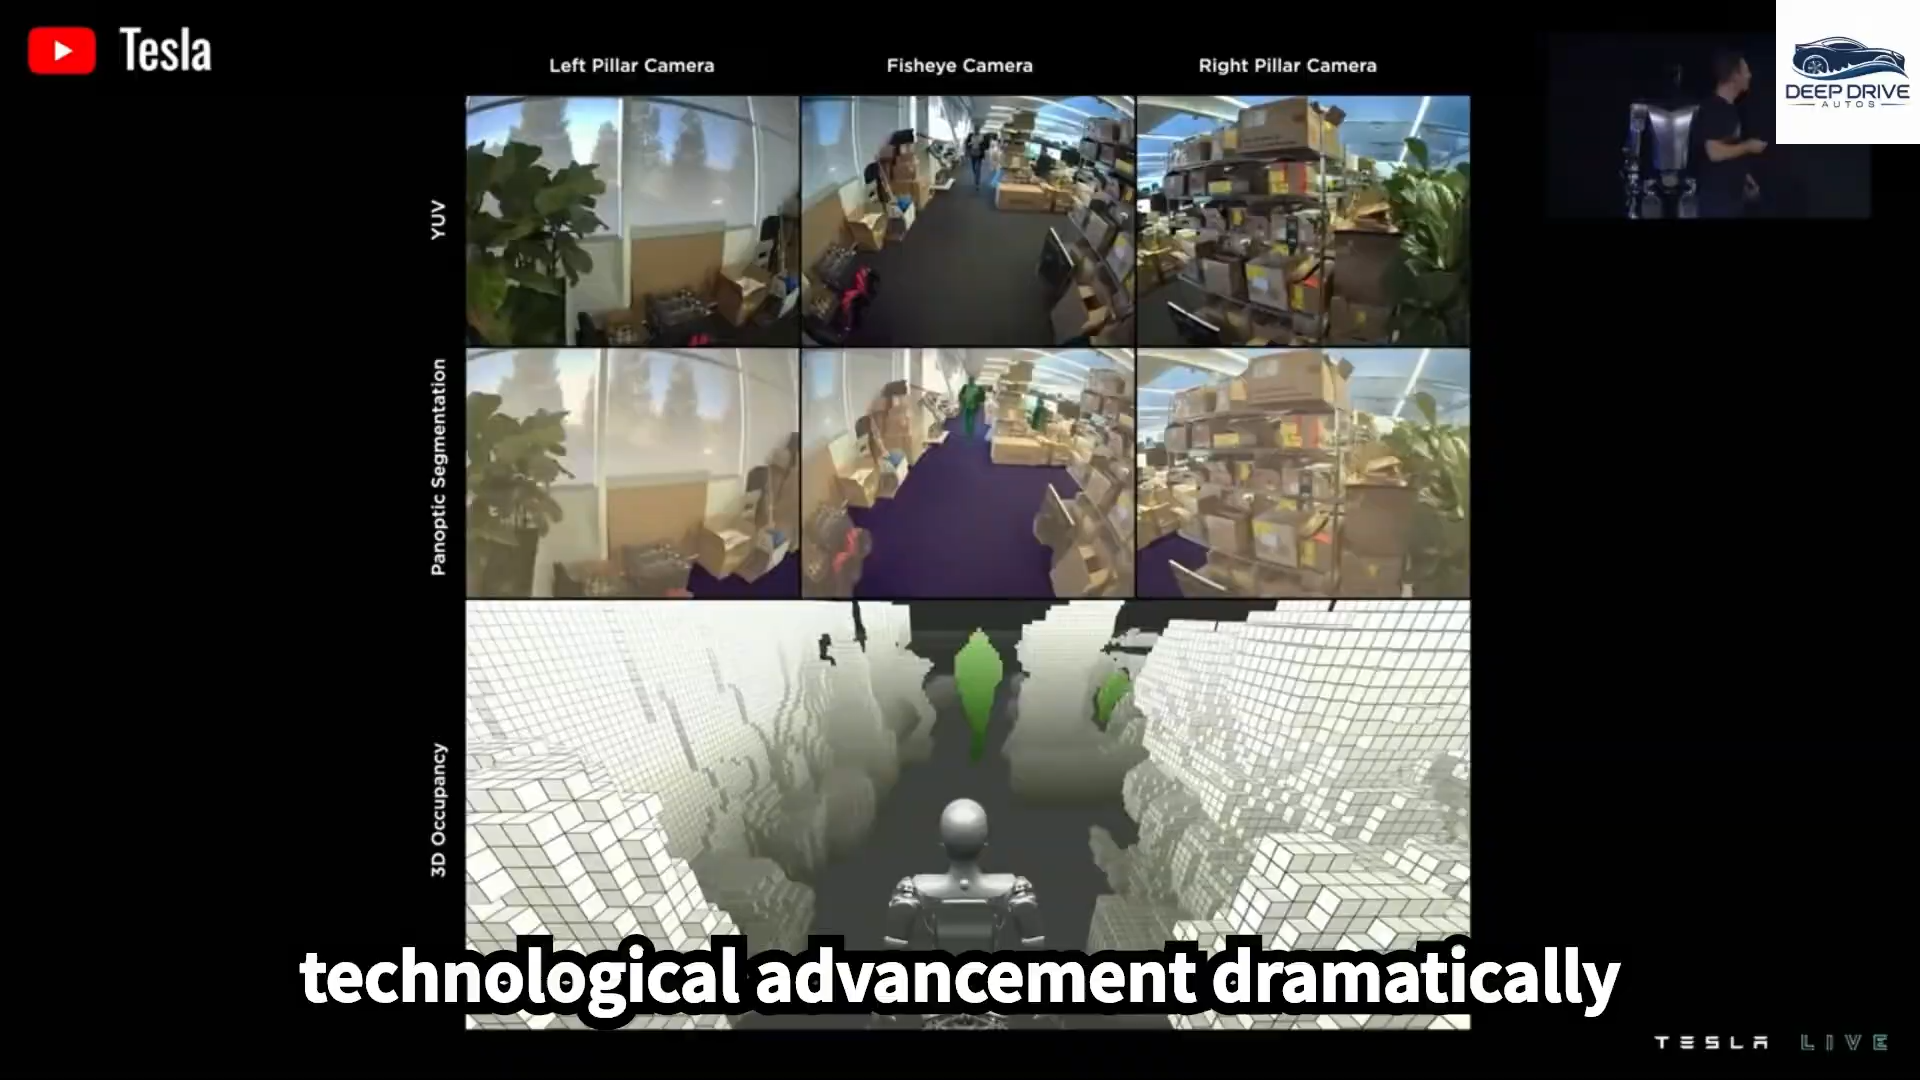 Tesla
Left Pillar Camera
Fisheye Camera
Right Pillar Camera
DEEP DRIVE
AUTOS
YUV
Panoptic Segmentation
3D Occupancy
technological advancement dramatically
TESLA LIVE